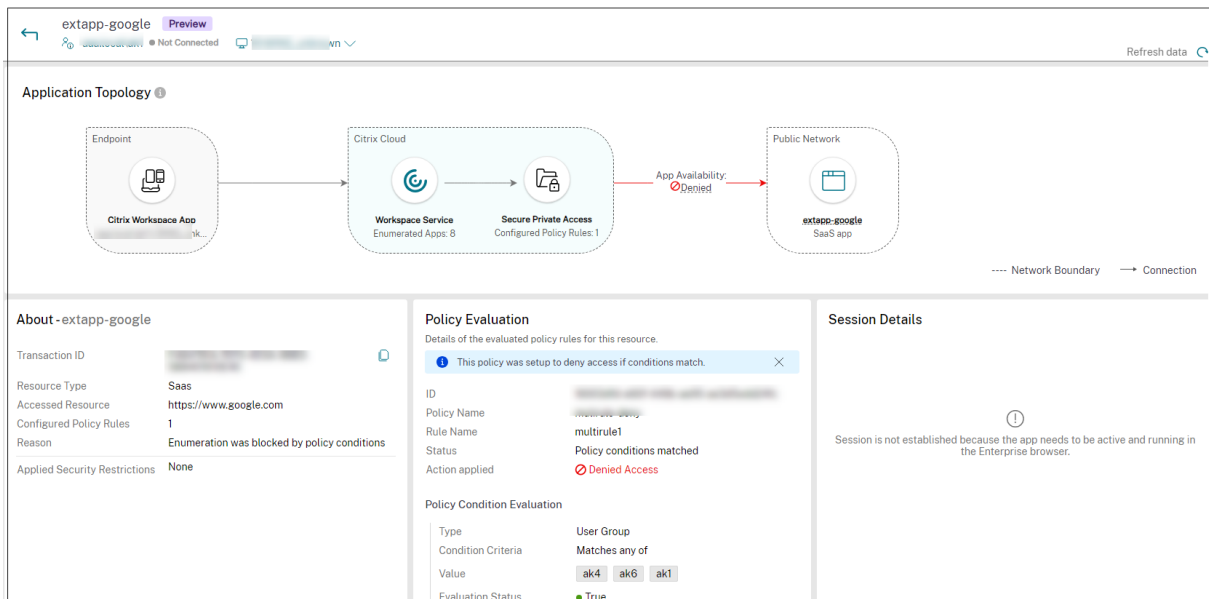 extapp-google Preview
Not Connected
Refresh data
Application Topology
Endpoint
Citrix Cloud
Public Network
App Availability:
Denied
Citrix Workspace App
Workspace Service
Enumerated Apps: 8
Secure Private Access
Configured Policy Rules: 1
extapp-google
SaaS app
---- Network Boundary → Connection
About - extapp-google
Transaction ID
Resource Type Saas
Accessed Resource https://www.google.com
Configured Policy Rules 1
Reason Enumeration was blocked by policy conditions
Applied Security Restrictions None
Policy Evaluation
Details of the evaluated policy rules for this resource.
This policy was setup to deny access if conditions match.
ID
Policy Name
Rule Name multirule1
Status Policy conditions matched
Action applied Denied Access
Policy Condition Evaluation
Type User Group
Condition Criteria Matches any of
Value ak4 ak6 ak1
Evaluation Status True
Session Details
Session is not established because the app needs to be active and running in
the Enterprise browser.